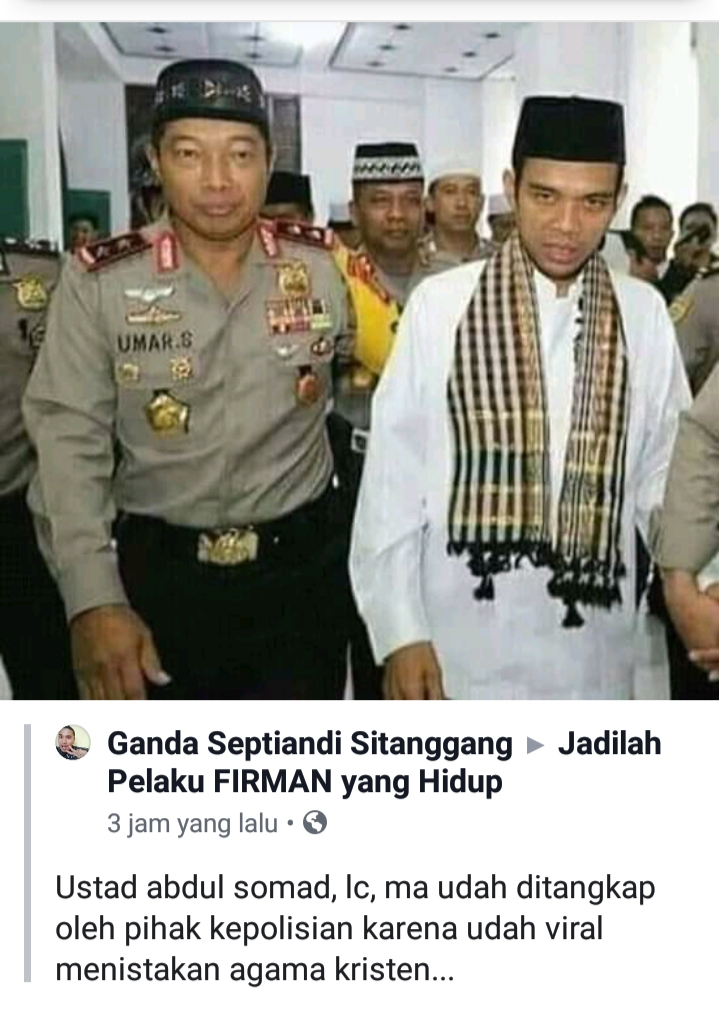 UMAR.S
Ganda Septiandi Sitanggang ▸ Jadilah
Pelaku FIRMAN yang Hidup
3 jam yang lalu •
Ustad abdul somad, lc, ma udah ditangkap
oleh pihak kepolisian karena udah viral
menistakan agama kristen...